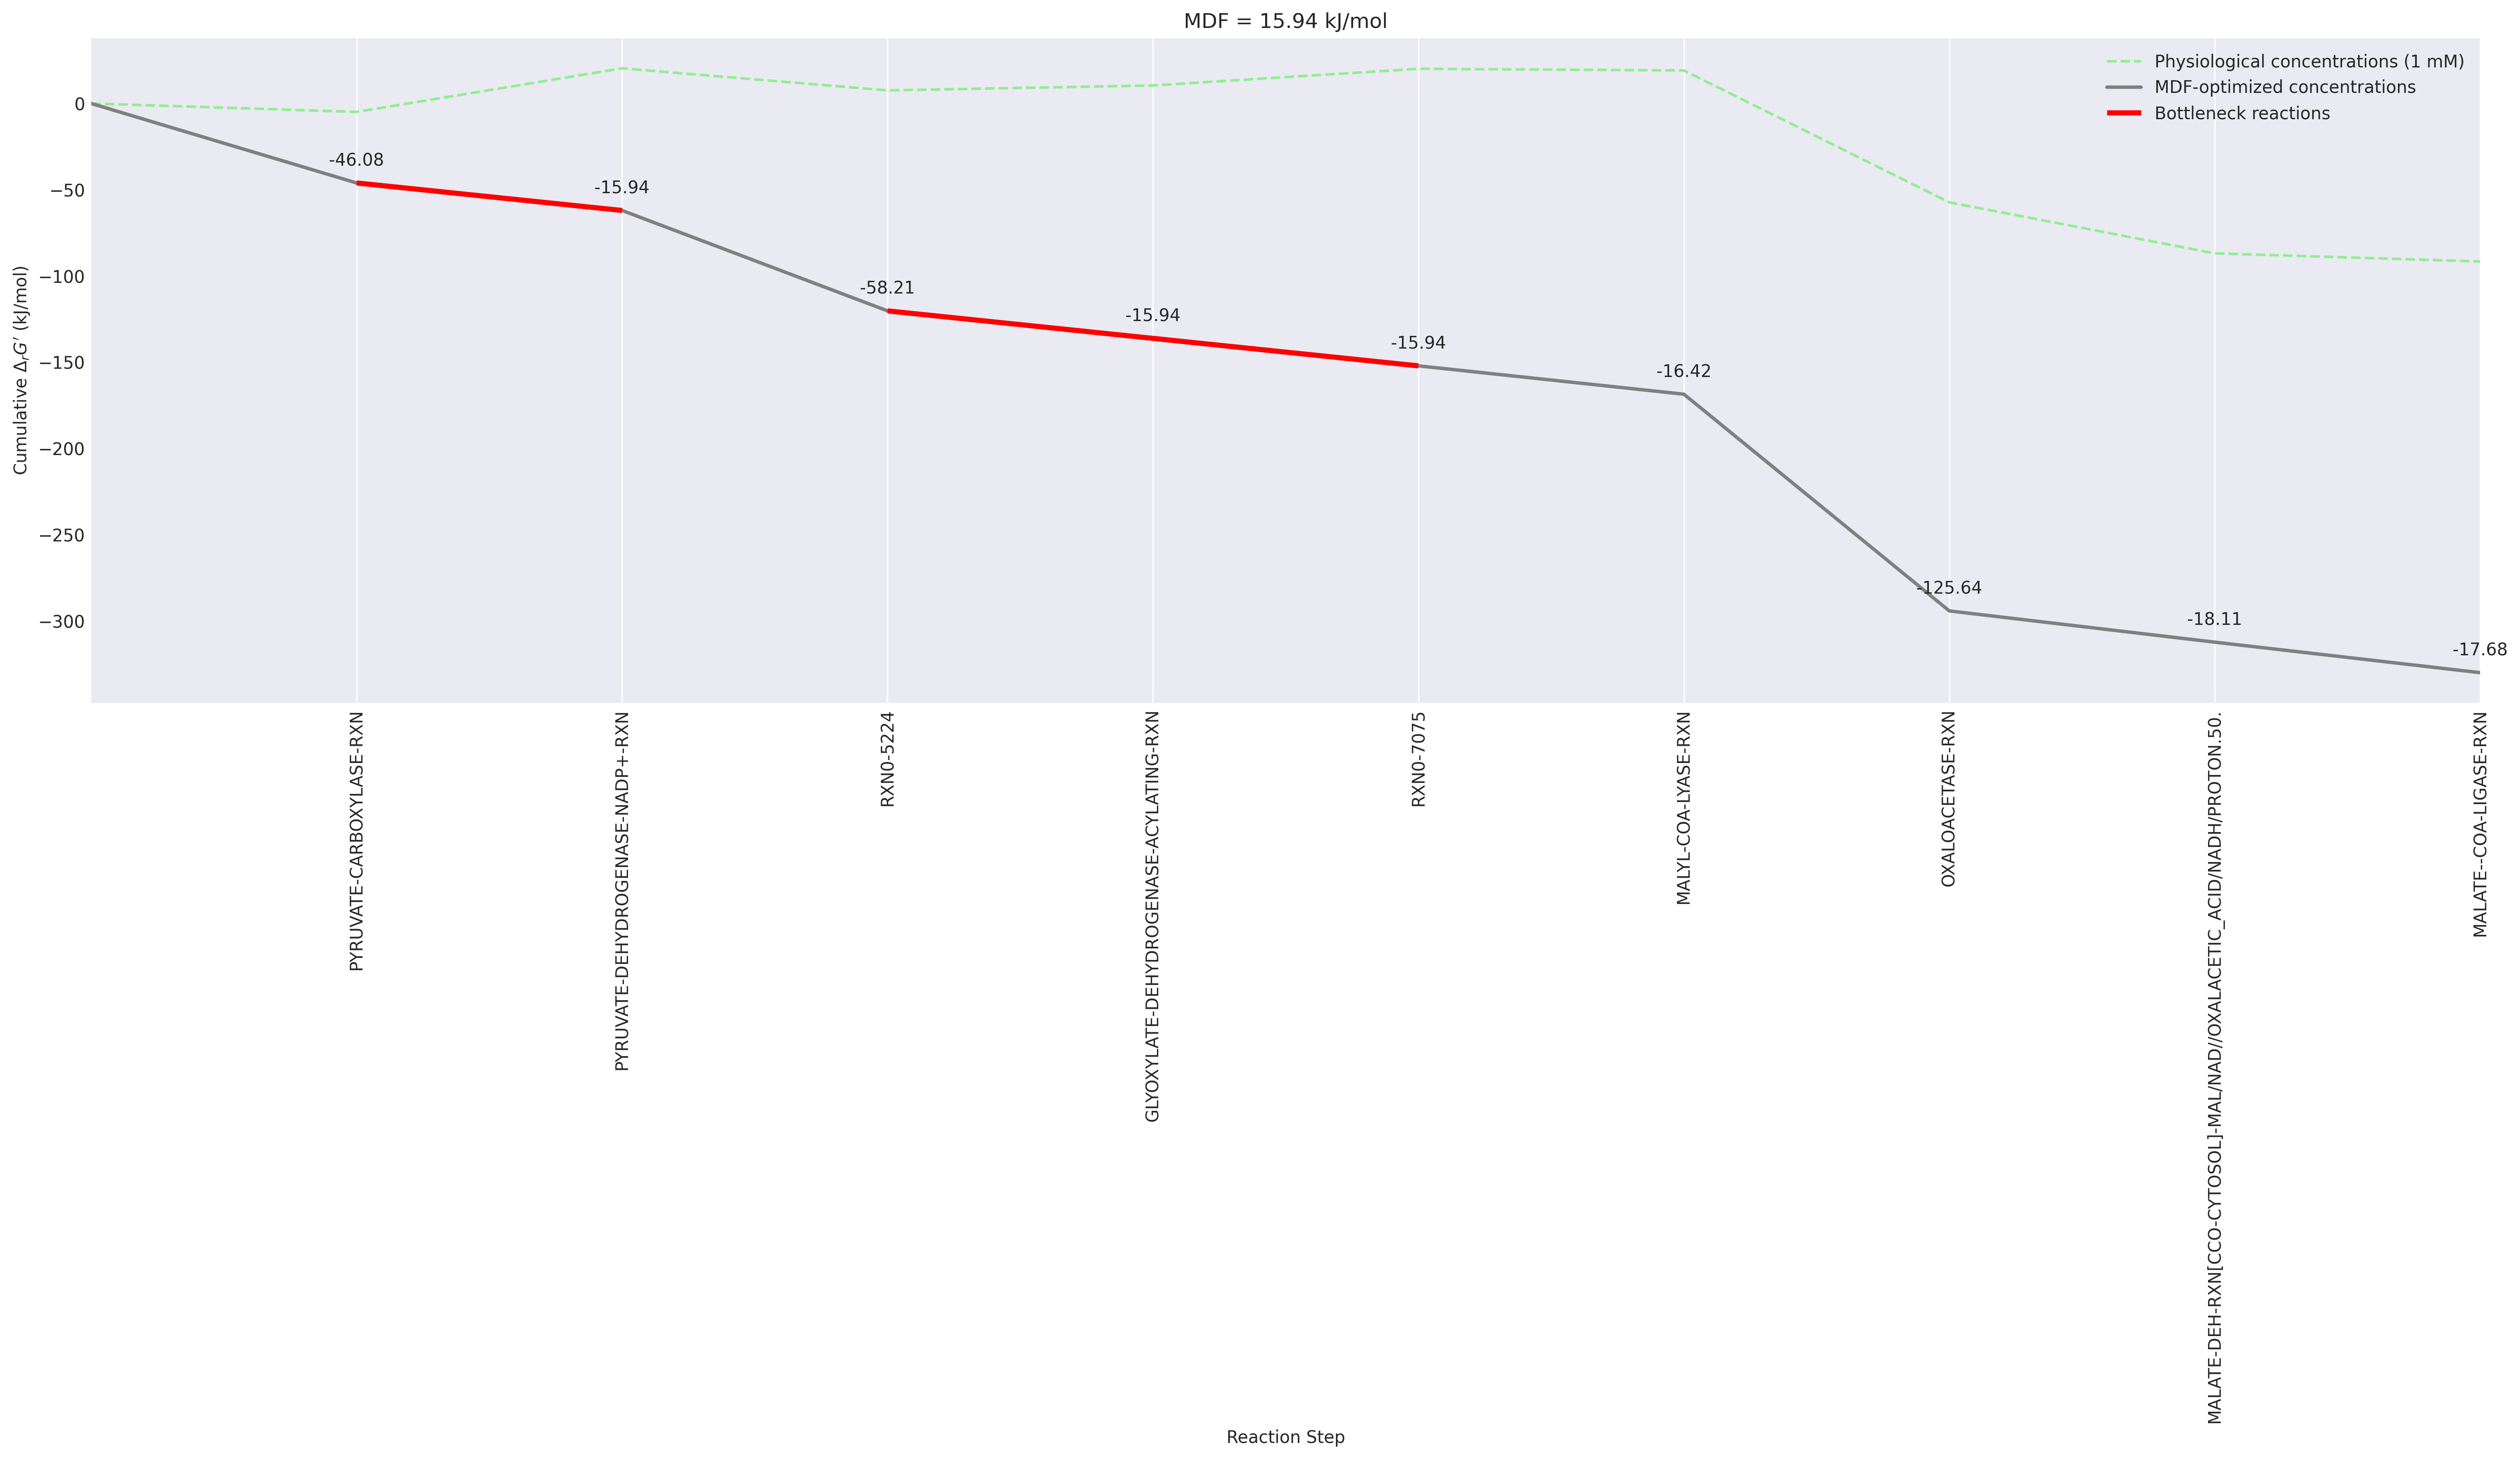 MDF = 15.94 kJ/mol
Physiological concentrations (1 mM)
MDF-optimized concentrations
Bottleneck reactions
Cumulative ΔᵣG′ (kJ/mol)
0
−50
−100
−150
−200
−250
−300
-46.08
-15.94
-58.21
-15.94
-15.94
-16.42
-125.64
-18.11
-17.68
PYRUVATE-CARBOXYLASE-RXN
PYRUVATE-DEHYDROGENASE-NADP+-RXN
RXN0-5224
GLYOXYLATE-DEHYDROGENASE-ACYLATING-RXN
RXN0-7075
MALYL-COA-LYASE-RXN
OXALOACETASE-RXN
MALATE-DEH-RXN[CCO-CYTOSOL]-MAL/NAD//OXALACETIC_ACID/NADH/PROTON.50.
MALATE--COA-LIGASE-RXN
Reaction Step